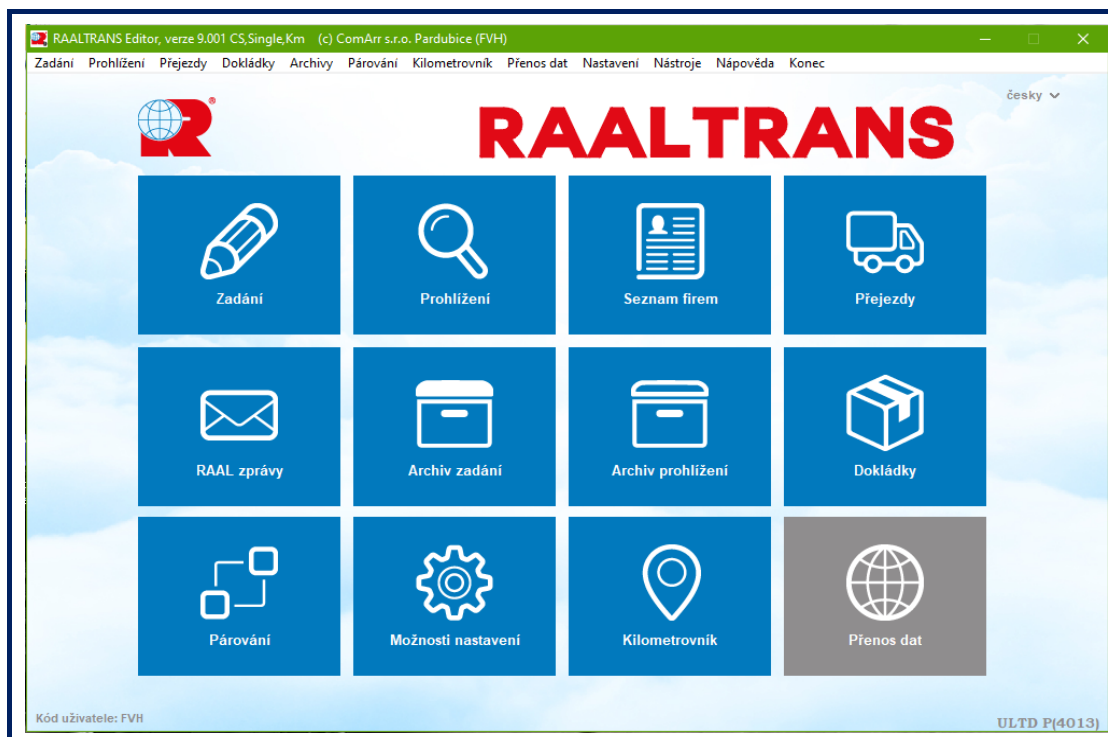 RAALTRANS Editor, verze 9.001 CS,Single,Km (c) ComArr s.r.o. Pardubice (FVH)
Zadání Prohlížení Přejezdy Dokládky Archivy Párování Kilometrovník Přenos dat Nastavení Nástroje Nápověda Konec
česky
R®
RAALTRANS
Zadání Prohlížení Seznam firem Přejezdy
RAAL zprávy Archiv zadání Archiv prohlížení Dokládky
Párování Možnosti nastavení Kilometrovník Přenos dat
Kód uživatele: FVH
ULTD P(4013)